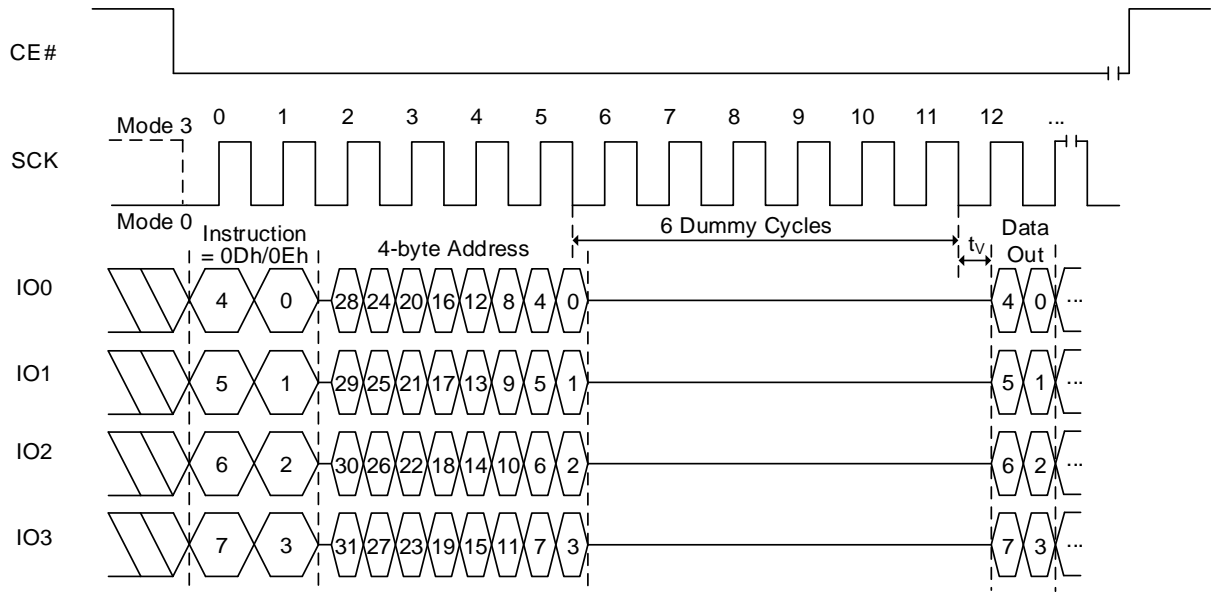 CE#
0 1 2 3 4 5 6 7 8 9 10 11 12 ...
Mode 3
SCK
Mode 0
6 Dummy Cycles
Instruction
= 0Dh/0Eh
4-byte Address
tV
Data
Out
IO0
4 0 28 24 20 16 12 8 4 0 4 0 ...
IO1
5 1 29 25 21 17 13 9 5 1 5 1 ...
IO2
6 2 30 26 22 18 14 10 6 2 6 2 ...
IO3
7 3 31 27 23 19 15 11 7 3 7 3 ...